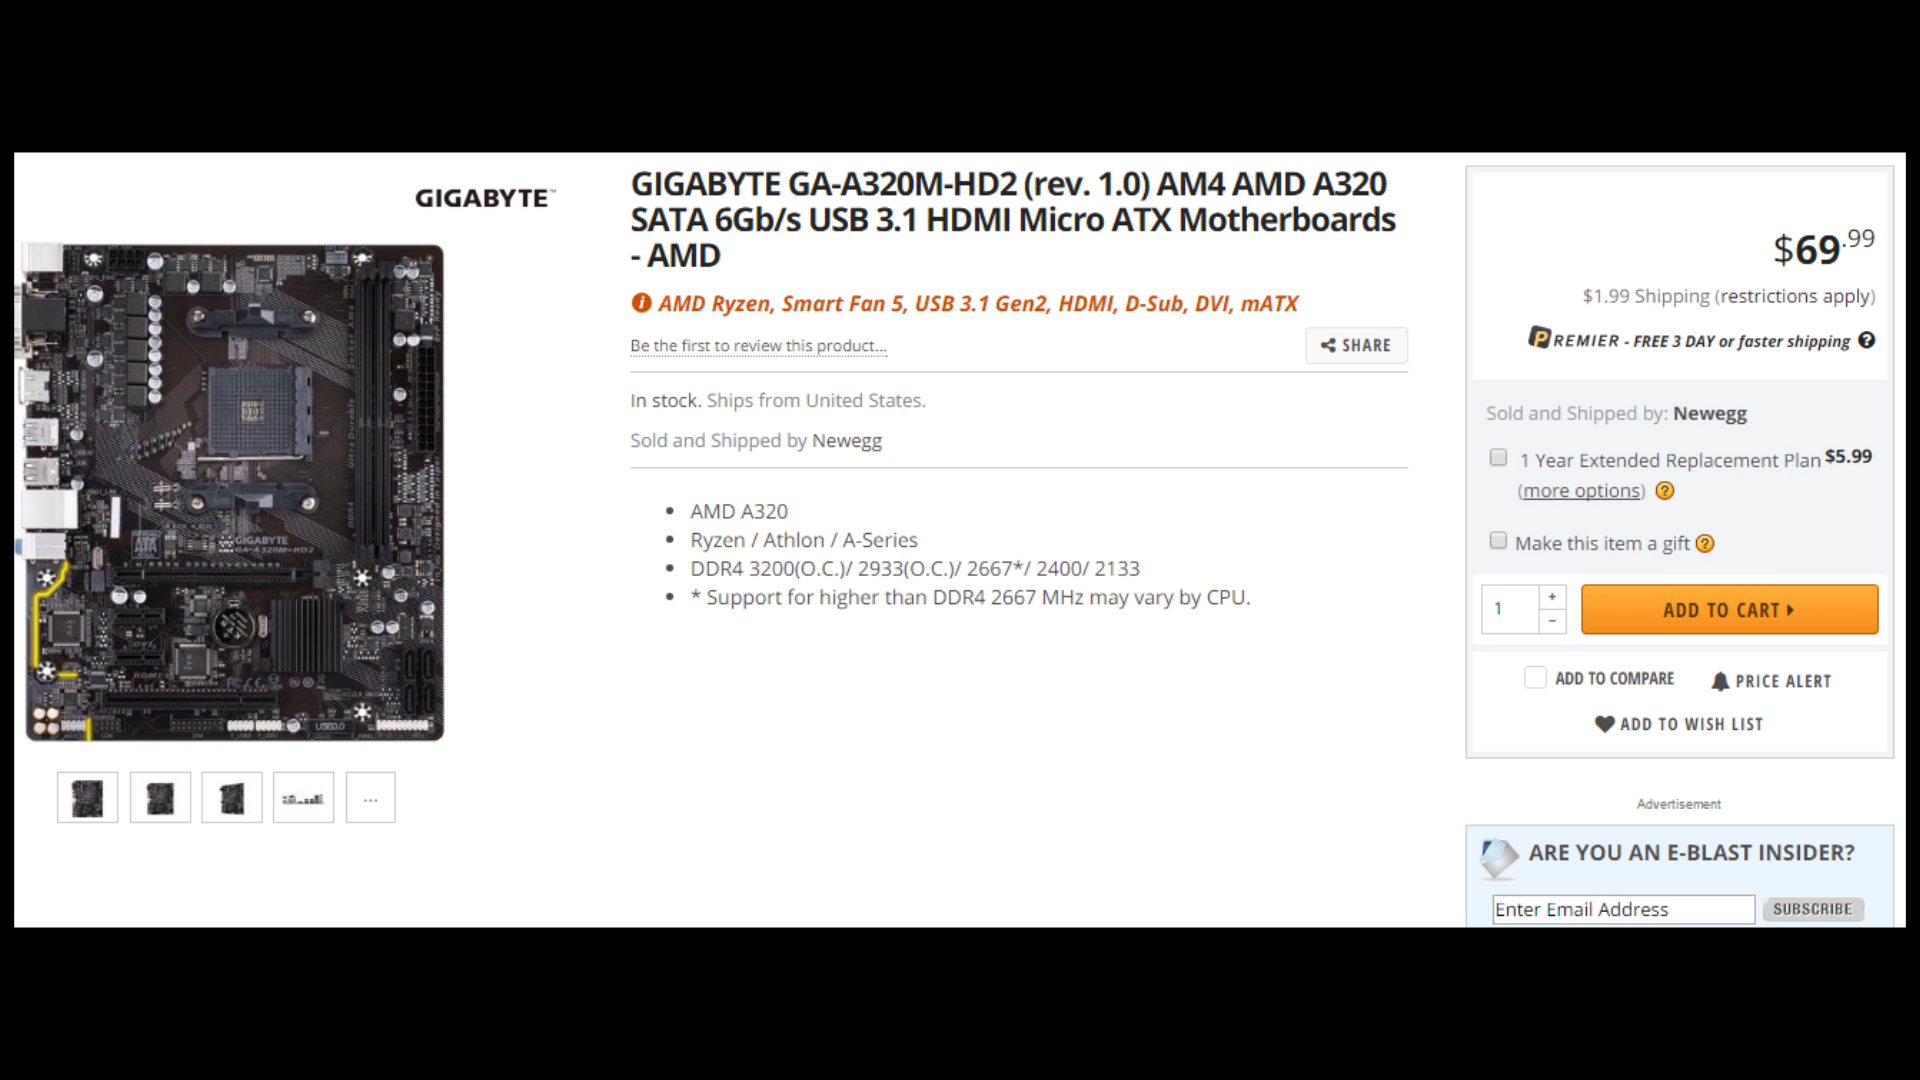 GIGABYTE™
GIGABYTE GA-A320M-HD2 (rev. 1.0) AM4 AMD A320
SATA 6Gb/s USB 3.1 HDMI Micro ATX Motherboards
- AMD
AMD Ryzen, Smart Fan 5, USB 3.1 Gen2, HDMI, D-Sub, DVI, mATX
Be the first to review this product...
SHARE
In stock. Ships from United States.
Sold and Shipped by Newegg
• AMD A320
• Ryzen / Athlon / A-Series
• DDR4 3200(O.C.)/ 2933(O.C.)/ 2667*/ 2400/ 2133
• * Support for higher than DDR4 2667 MHz may vary by CPU.
GIGABYTE
GA-A320M-HD2
USB3.0
...
$69.99
$1.99 Shipping (restrictions apply)
PREMIER - FREE 3 DAY or faster shipping ?
Sold and Shipped by: Newegg
1 Year Extended Replacement Plan $5.99
(more options) ?
Make this item a gift ?
1
+
−
ADD TO CART
ADD TO COMPARE
PRICE ALERT
ADD TO WISH LIST
Advertisement
ARE YOU AN E-BLAST INSIDER?
Enter Email Address
SUBSCRIBE